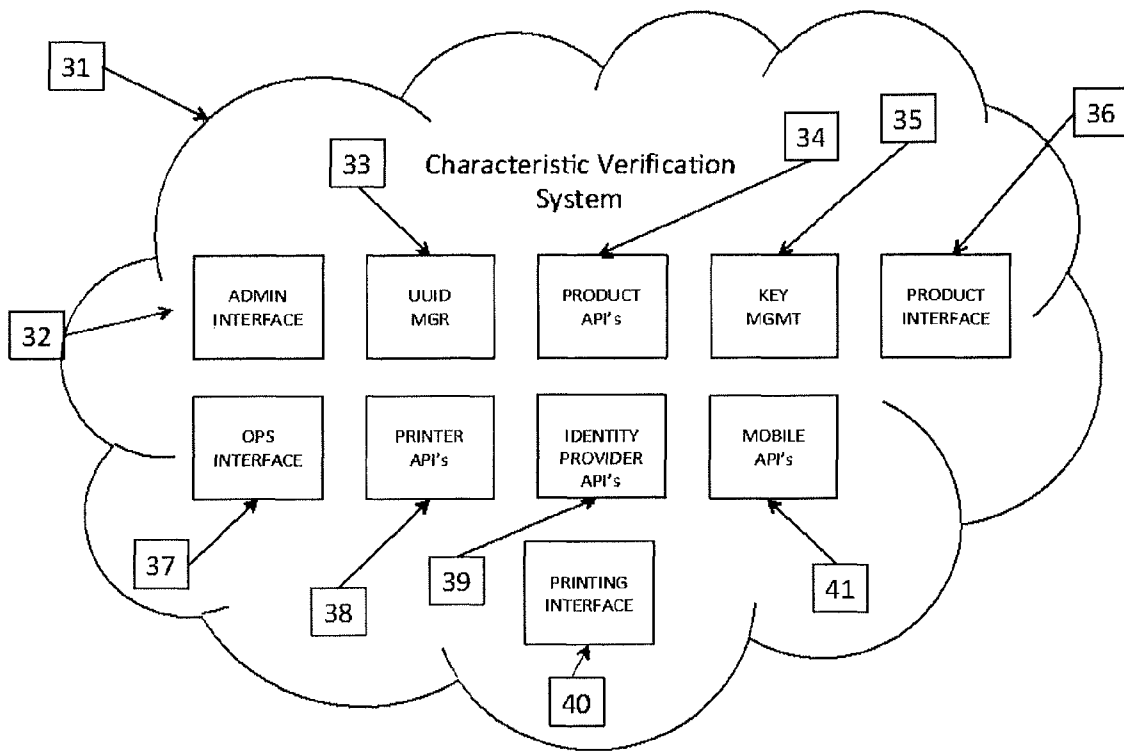 31
36
35
34
33
Characteristic Verification
System
32
ADMIN
INTERFACE
UUID
MGR
PRODUCT
API's
KEY
MGMT
PRODUCT
INTERFACE
OPS
INTERFACE
PRINTER
API's
IDENTITY
PROVIDER
API's
MOBILE
API's
37
38
39
PRINTING
INTERFACE
41
40